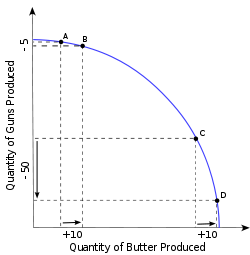 A
B
- 5
Quantity of Guns Produced
C
- 50
D
+10
+10
Quantity of Butter Produced